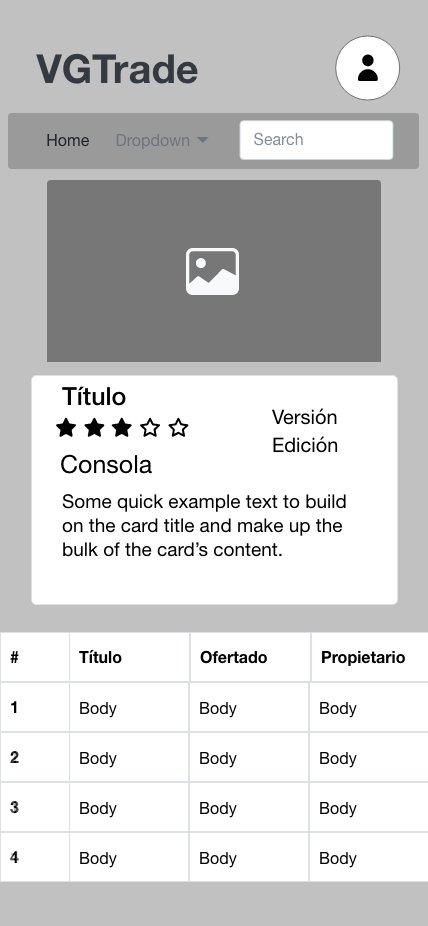 VGTrade
Home Dropdown Search
Título
Versión
Edición
Consola
Some quick example text to build
on the card title and make up the
bulk of the card’s content.
# Título Ofertado Propietario
1 Body Body Body
2 Body Body Body
3 Body Body Body
4 Body Body Body